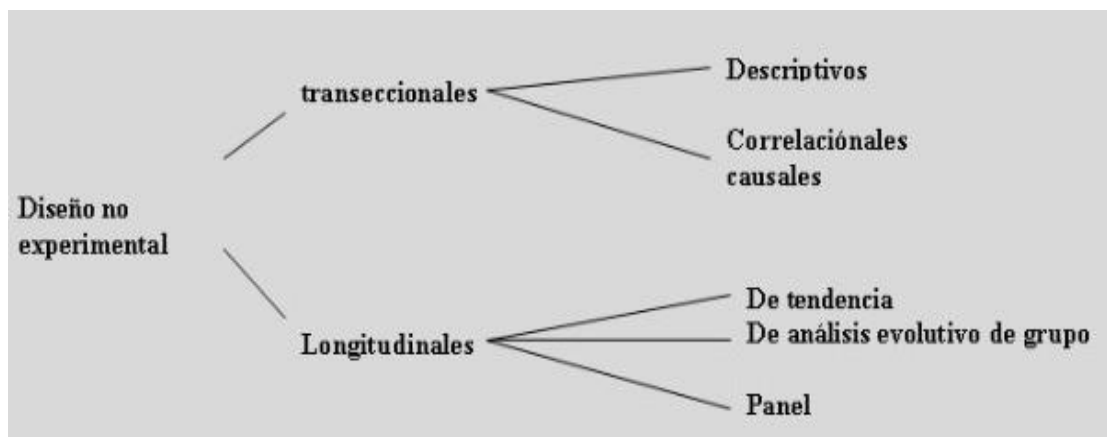 Diseño no
experimental
transeccionales
Descriptivos
Correlaciónales
causales
Longitudinales
De tendencia
De análisis evolutivo de grupo
Panel